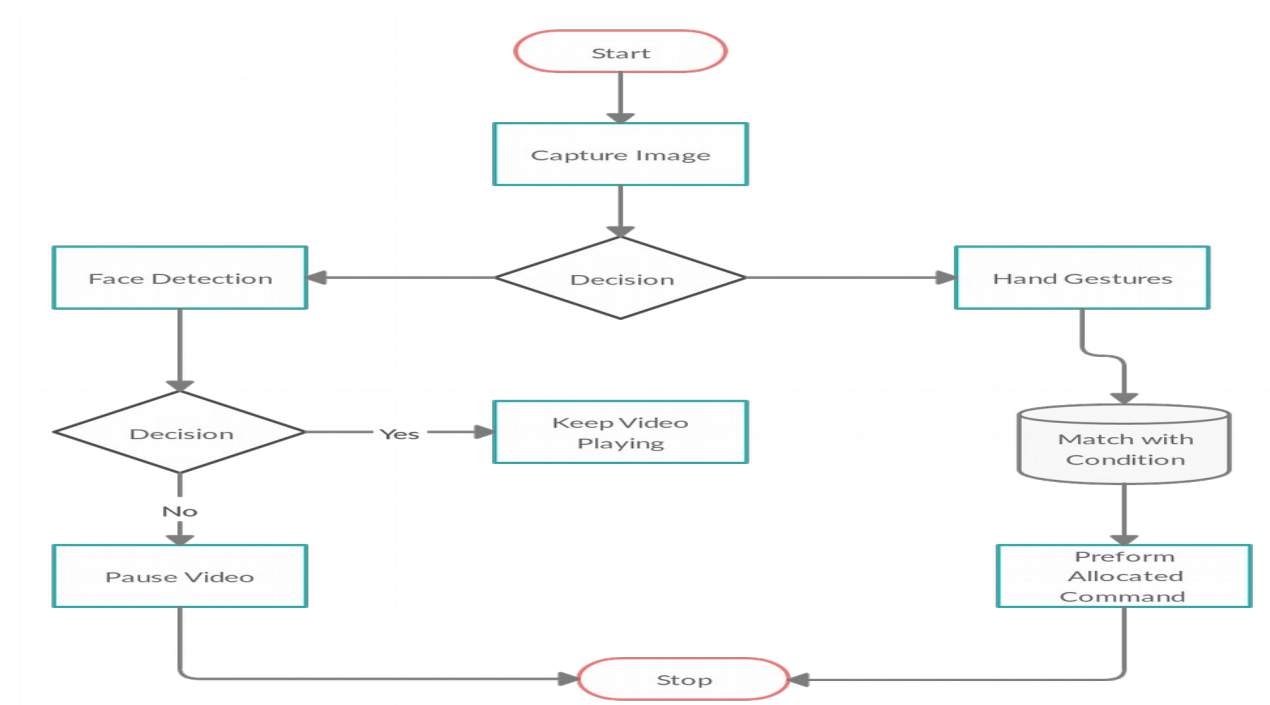 Start
Capture Image
Face Detection
Decision
Hand Gestures
Decision
Yes
Keep Video
Playing
Match with
Condition
No
Pause Video
Preform
Allocated
Command
Stop